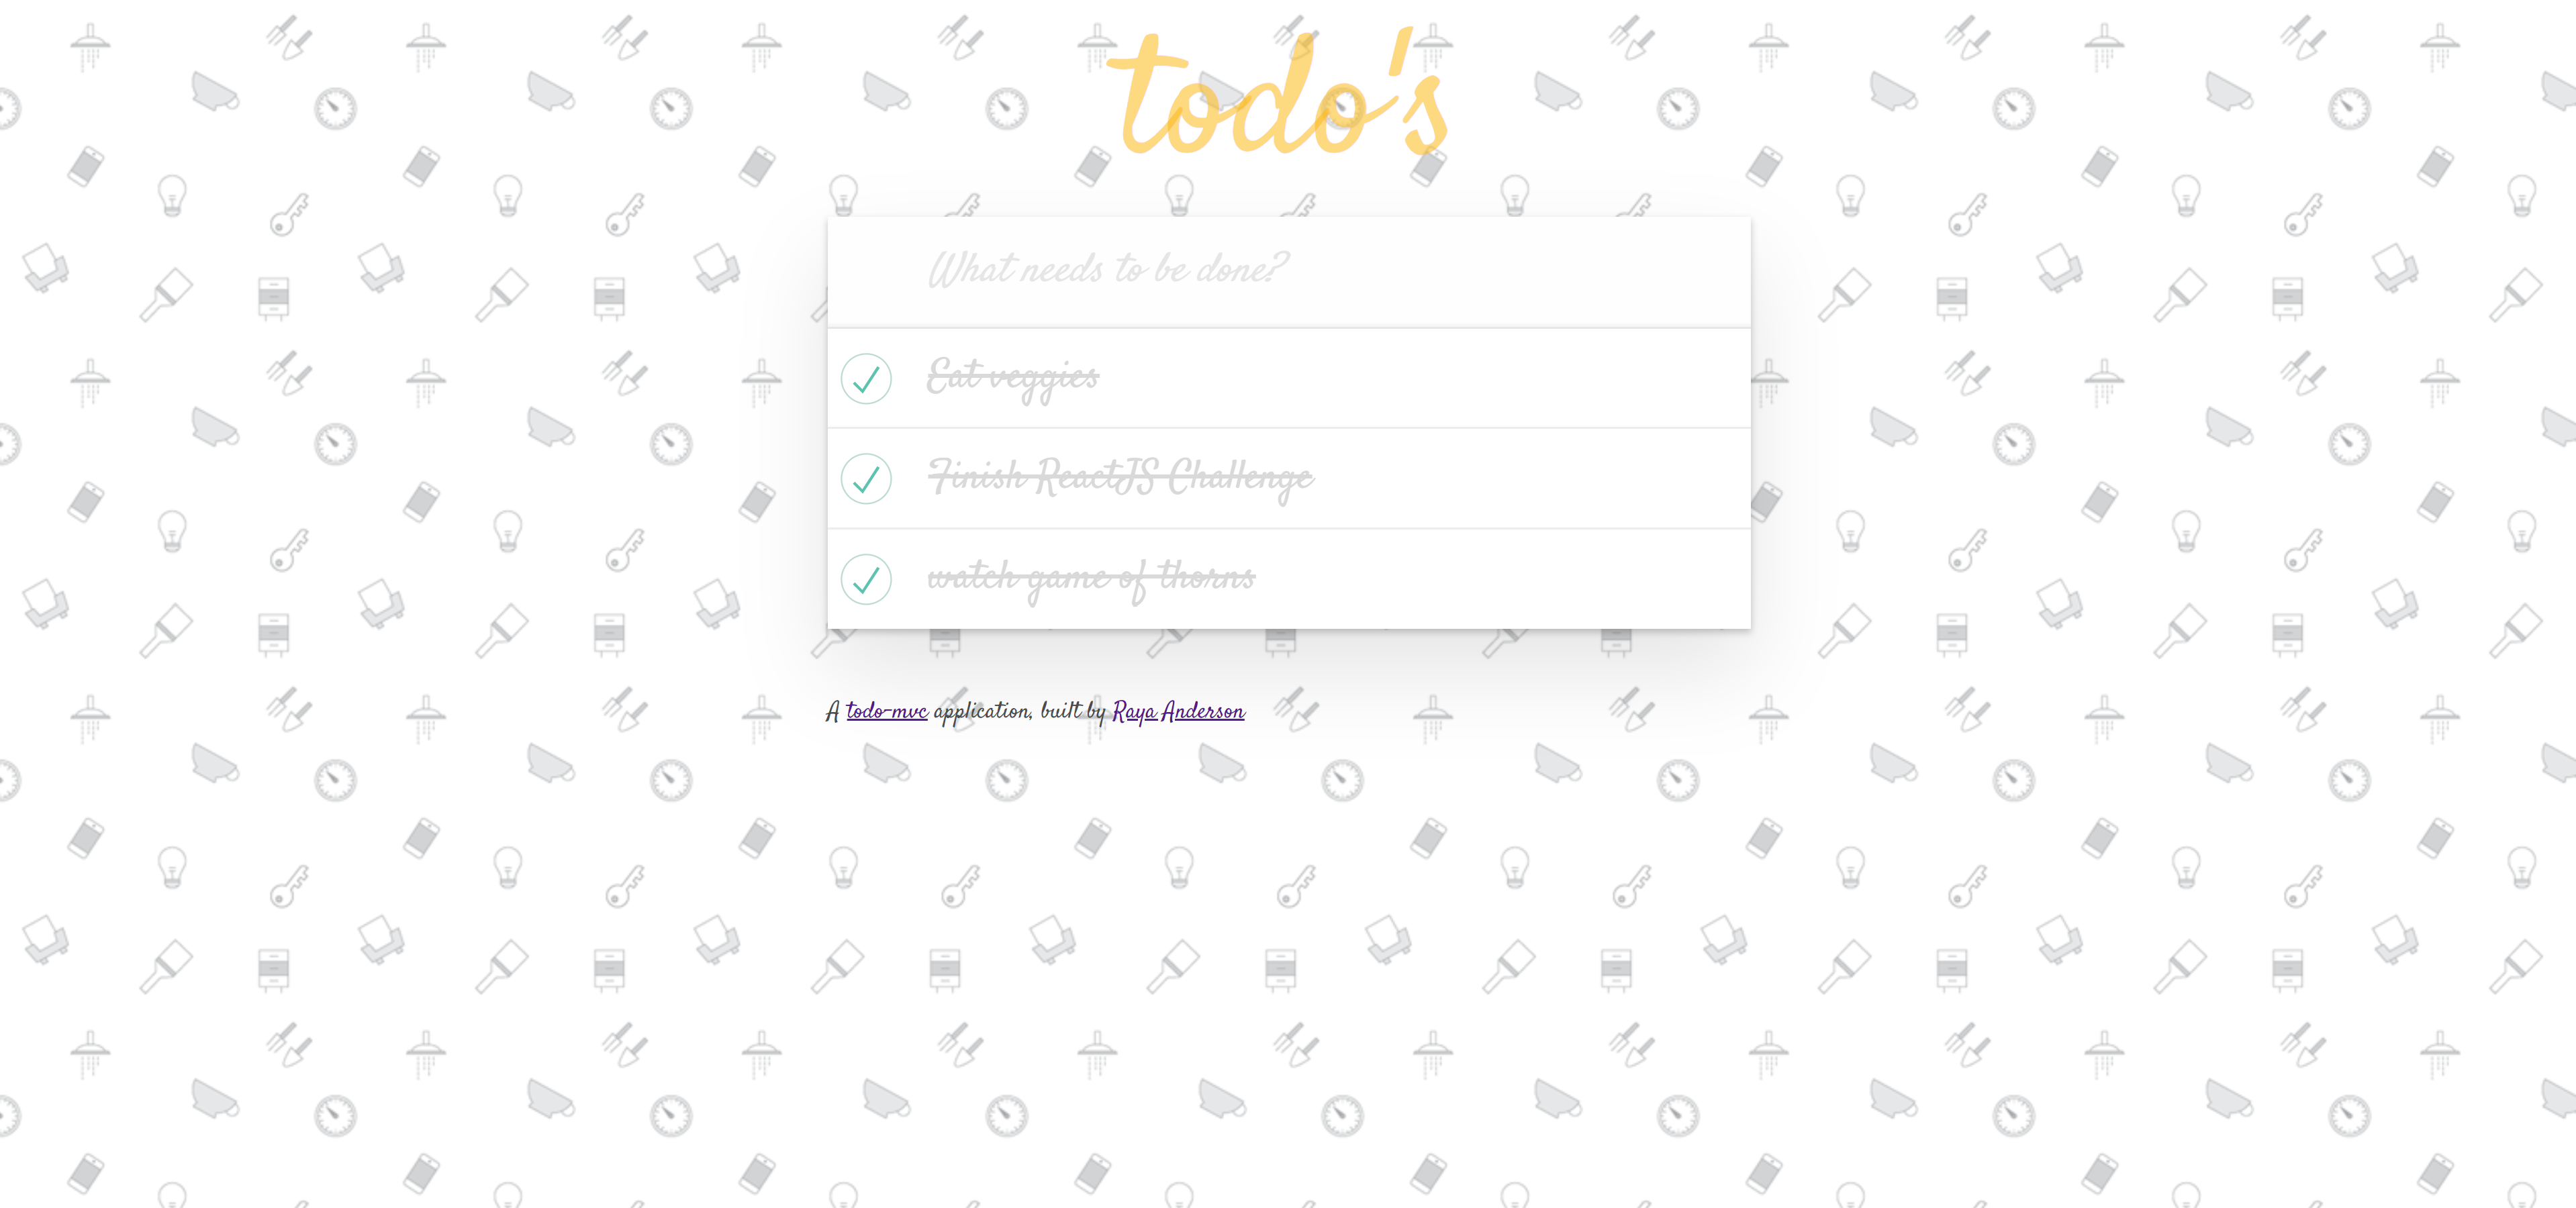 todo's
What needs to be done?
Eat veggies
Finish ReactJS Challenge
watch game of thorns
A todo-mvc application, built by Raya Anderson